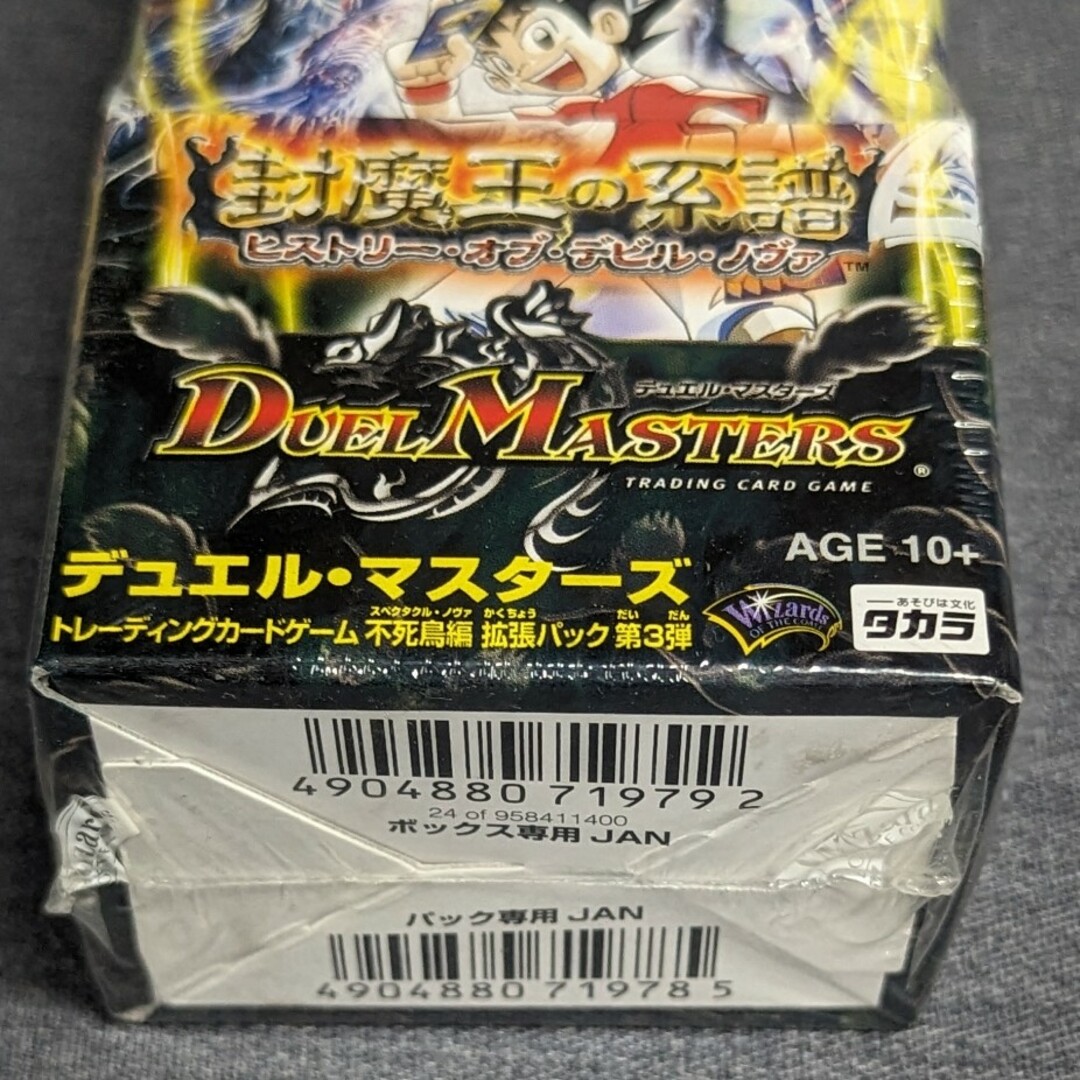 封魔王の系譜
ヒストリー・オブ・デビル・ノヴァ TM
デュエル・マスターズ
DUEL MASTERS ®
TRADING CARD GAME
AGE 10+
デュエル・マスターズ
スペクタクル・ノヴァ かくちょう だい だん
トレーディングカードゲーム 不死鳥編 拡張パック 第3弾
Wizards
OF THE COAST
あそびは文化
タカラ
4904880719792
24 of 958411400
ボックス専用 JAN
パック専用 JAN
4904880719785